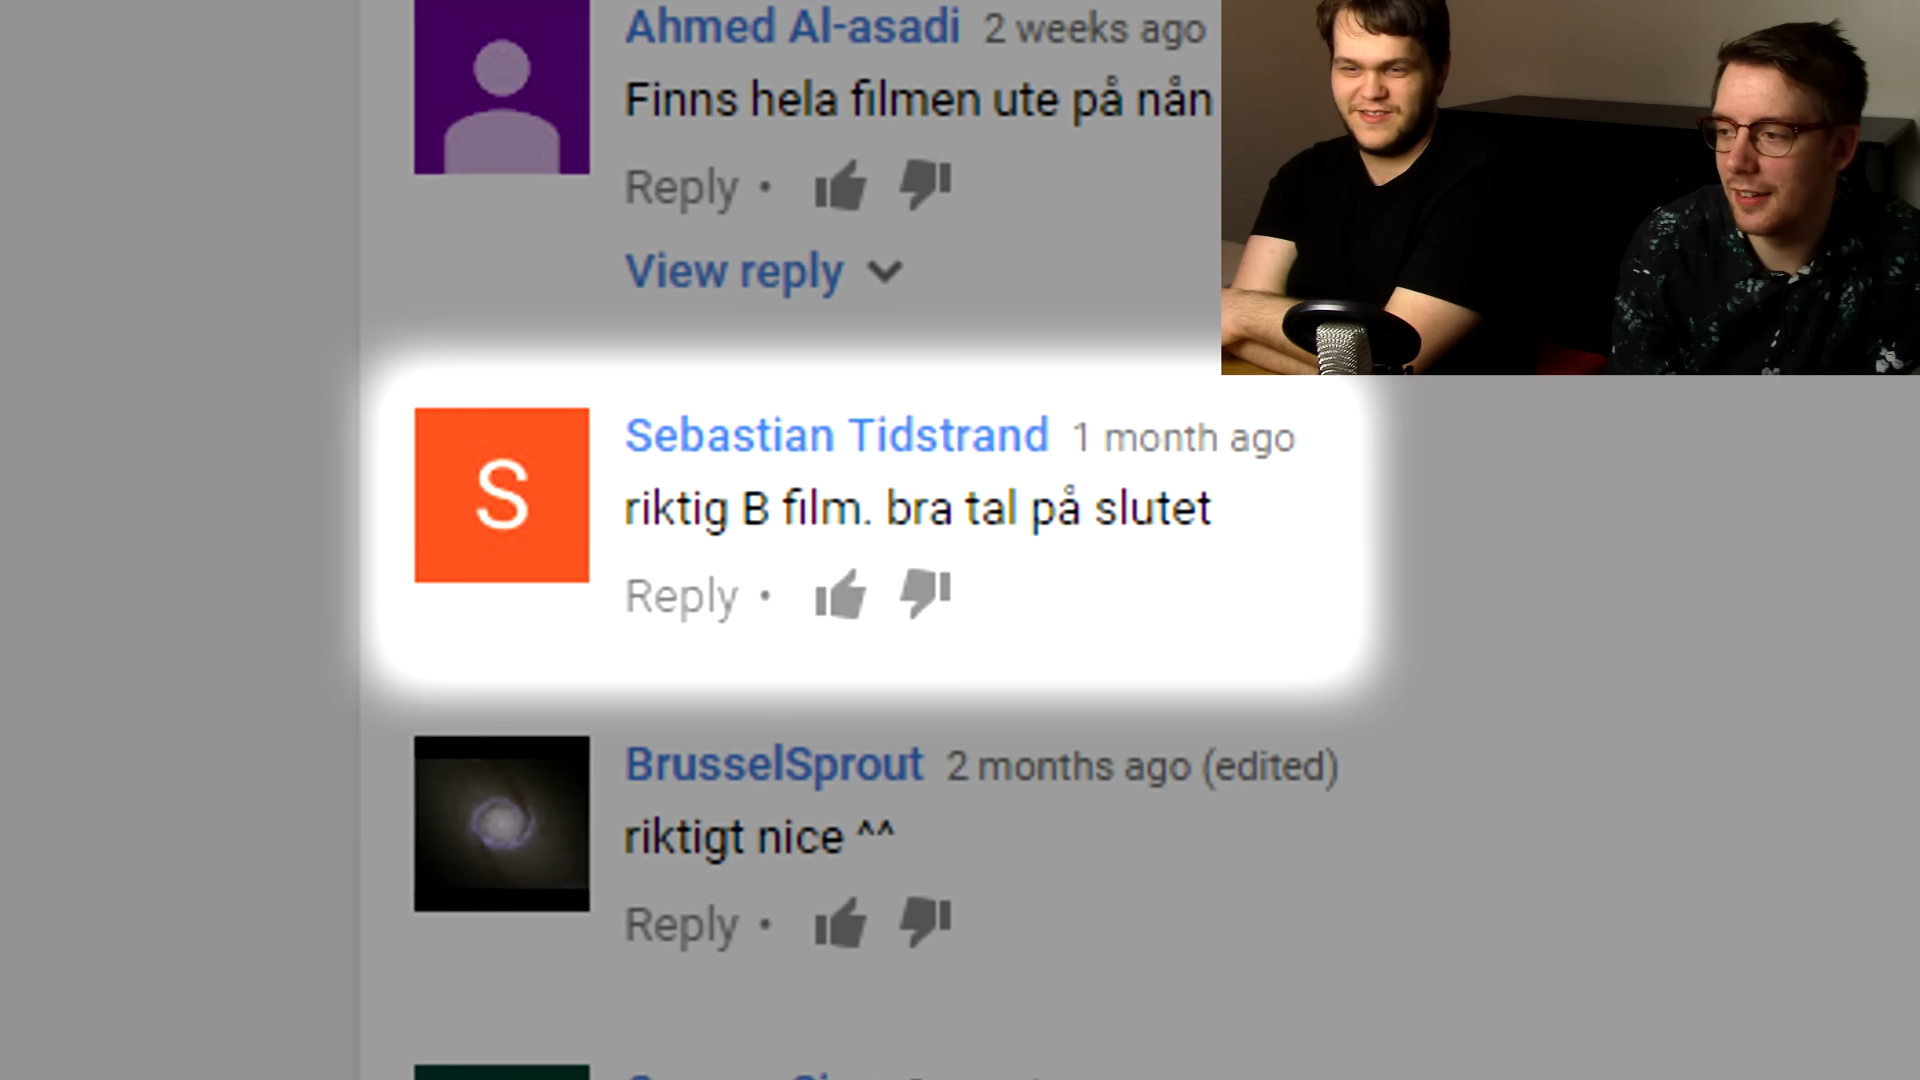 Ahmed Al-asadi 2 weeks ago
Finns hela filmen ute på nån
Reply •
View reply
S
Sebastian Tidstrand 1 month ago
riktig B film. bra tal på slutet
Reply •
BrusselSprout 2 months ago (edited)
riktigt nice ^^
Reply •